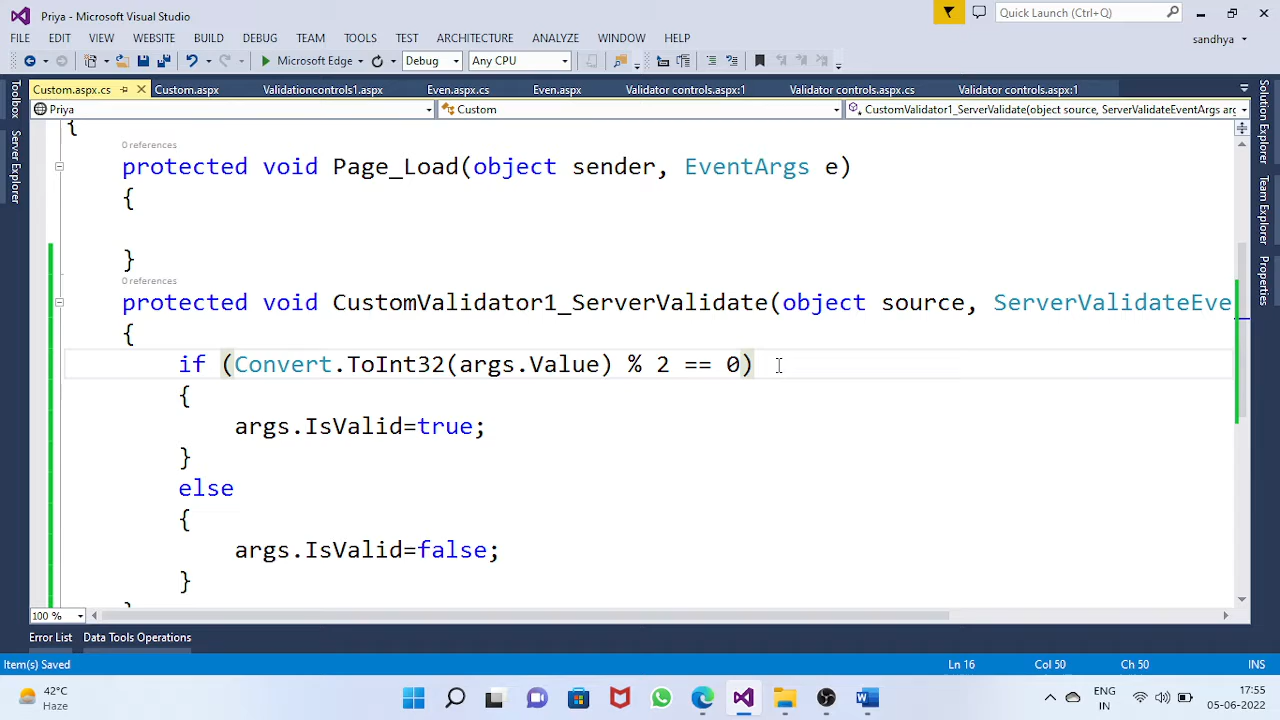 Priya - Microsoft Visual Studio
Quick Launch (Ctrl+Q)
FILE EDIT VIEW WEBSITE BUILD DEBUG TEAM TOOLS TEST ARCHITECTURE ANALYZE WINDOW HELP
sandhya
Microsoft Edge Debug Any CPU
Custom.aspx.cs Custom.aspx Validationcontrols1.aspx Even.aspx.cs Even.aspx Validator controls.aspx:1 Validator controls.aspx.cs Validator controls.aspx:1
Priya Custom CustomValidator1_ServerValidate(object source, ServerValidateEventArgs arg
Toolbox
Server Explorer
Solution Explorer
Team Explorer
Properties
{
0 references
protected void Page_Load(object sender, EventArgs e)
{
}
0 references
protected void CustomValidator1_ServerValidate(object source, ServerValidateEve
{
if (Convert.ToInt32(args.Value) % 2 == 0)
{
args.IsValid=true;
}
else
{
args.IsValid=false;
}
100 %
Error List Data Tools Operations
Item(s) Saved Ln 16 Col 50 Ch 50 INS
42°C
Haze
ENG
IN
17:55
05-06-2022